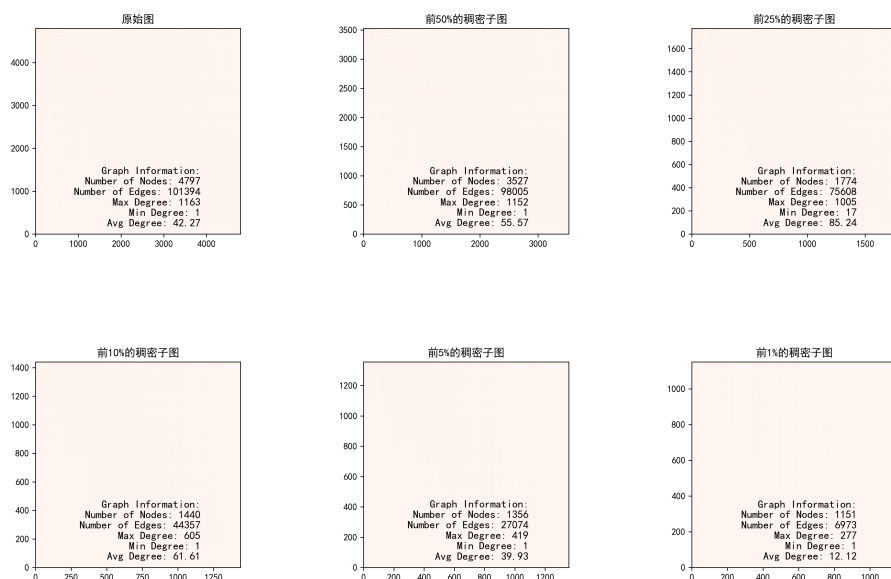 原始图
4000
3000
2000
1000
0
Graph Information:
Number of Nodes: 4797
Number of Edges: 101394
Max Degree: 1163
Min Degree: 1
Avg Degree: 42.27
0 1000 2000 3000 4000
前50%的稠密子图
3500
3000
2500
2000
1500
1000
500
0
Graph Information:
Number of Nodes: 3527
Number of Edges: 98005
Max Degree: 1152
Min Degree: 1
Avg Degree: 55.57
0 1000 2000 3000
前25%的稠密子图
1600
1400
1200
1000
800
600
400
200
0
Graph Information:
Number of Nodes: 1774
Number of Edges: 75608
Max Degree: 1005
Min Degree: 17
Avg Degree: 85.24
0 500 1000 1500
前10%的稠密子图
1400
1200
1000
800
600
400
200
0
Graph Information:
Number of Nodes: 1440
Number of Edges: 44357
Max Degree: 605
Min Degree: 1
Avg Degree: 61.61
0 250 500 750 1000 1250
前5%的稠密子图
1200
1000
800
600
400
200
0
Graph Information:
Number of Nodes: 1356
Number of Edges: 27074
Max Degree: 419
Min Degree: 1
Avg Degree: 39.93
0 200 400 600 800 1000 1200
前1%的稠密子图
1000
800
600
400
200
0
Graph Information:
Number of Nodes: 1151
Number of Edges: 6973
Max Degree: 277
Min Degree: 1
Avg Degree: 12.12
0 200 400 600 800 1000